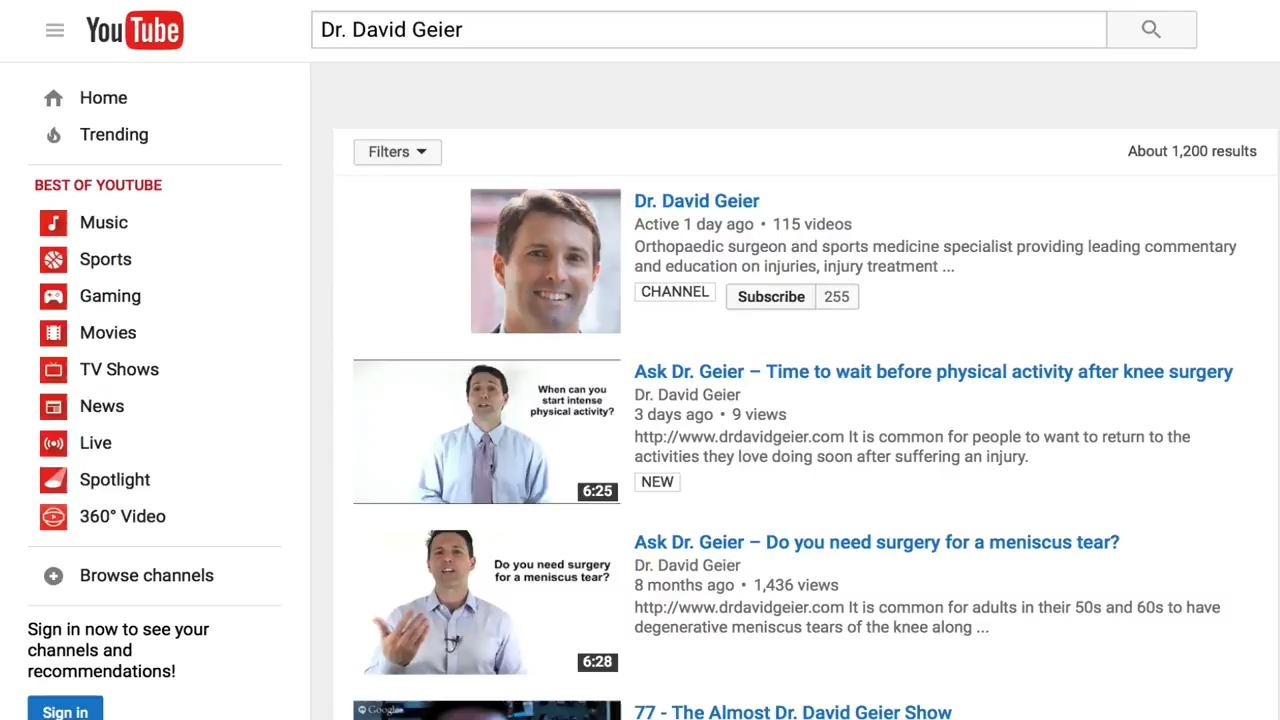 YouTube
Dr. David Geier
Home
Trending
BEST OF YOUTUBE
Music
Sports
Gaming
Movies
TV Shows
News
Live
Spotlight
360° Video
Browse channels
Sign in now to see your
channels and
recommendations!
Sign in
Filters
About 1,200 results
Dr. David Geier
Active 1 day ago • 115 videos
Orthopaedic surgeon and sports medicine specialist providing leading commentary
and education on injuries, injury treatment ...
CHANNEL Subscribe 255
When can you
start intense
physical activity?
6:25
Ask Dr. Geier – Time to wait before physical activity after knee surgery
Dr. David Geier
3 days ago • 9 views
http://www.drdavidgeier.com It is common for people to want to return to the
activities they love doing soon after suffering an injury.
NEW
Do you need surgery
for a meniscus tear?
6:28
Ask Dr. Geier – Do you need surgery for a meniscus tear?
Dr. David Geier
8 months ago • 1,436 views
http://www.drdavidgeier.com It is common for adults in their 50s and 60s to have
degenerative meniscus tears of the knee along ...
Google
77 - The Almost Dr. David Geier Show